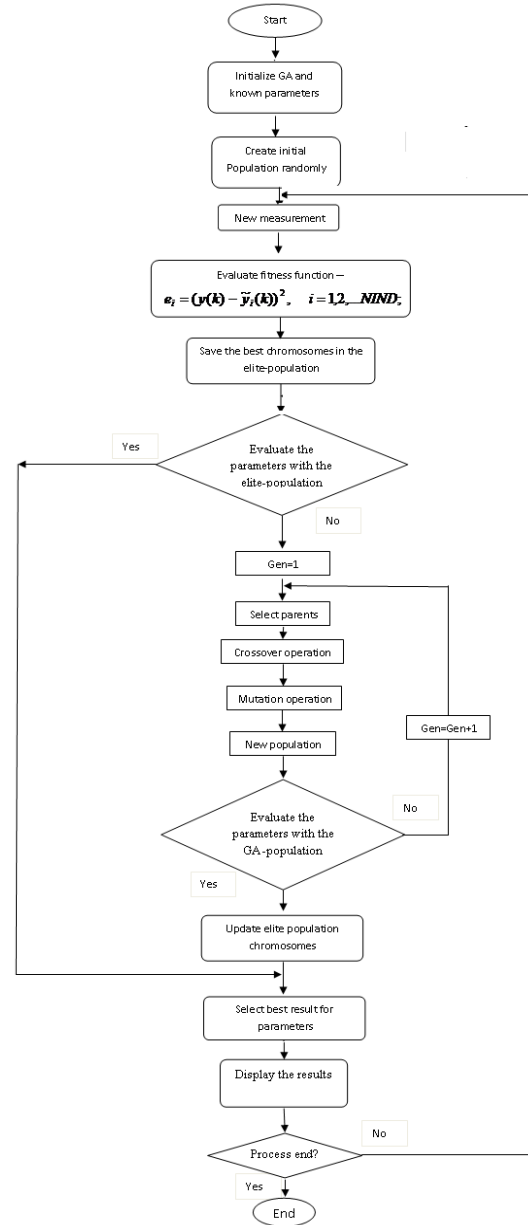 Start
Initialize GA and
known parameters
Create initial
Population randomly
New measurement
Evaluate fitness function —
e_i = (y(k) − ỹ_i(k))², i = 1,2, NIND,
Save the best chromosomes in the
elite-population
Yes
Evaluate the
parameters with the
elite-population
No
Gen=1
Select parents
Crossover operation
Mutation operation
Gen=Gen+1
New population
No
Evaluate the
parameters with the
GA-population
Yes
Update elite population
chromosomes
Select best result for
parameters
Display the results
No
Process end?
Yes
End